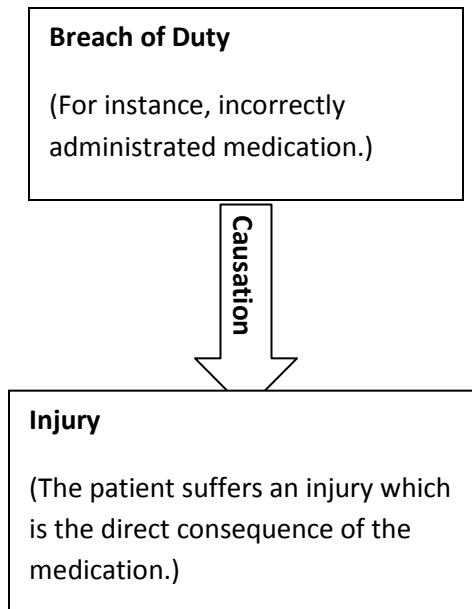 Breach of Duty
(For instance, incorrectly
administrated medication.)
Causation
Injury
(The patient suffers an injury which
is the direct consequence of the
medication.)